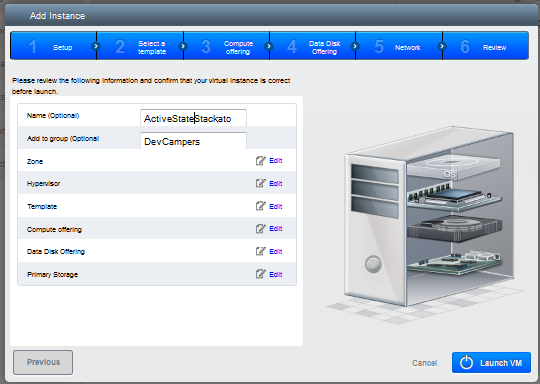 Add Instance
1 Setup
2 Select a template
3 Compute offering
4 Data Disk Offering
5 Network
6 Review
Please review the following information and confirm that your virtual instance is correct
before launch.
Name (Optional) ActiveStateStackato
Add to group (Optional DevCampers
Zone Edit
Hypervisor Edit
Template Edit
Compute offering Edit
Data Disk Offering Edit
Primary Storage Edit
OS
Previous Cancel Launch VM